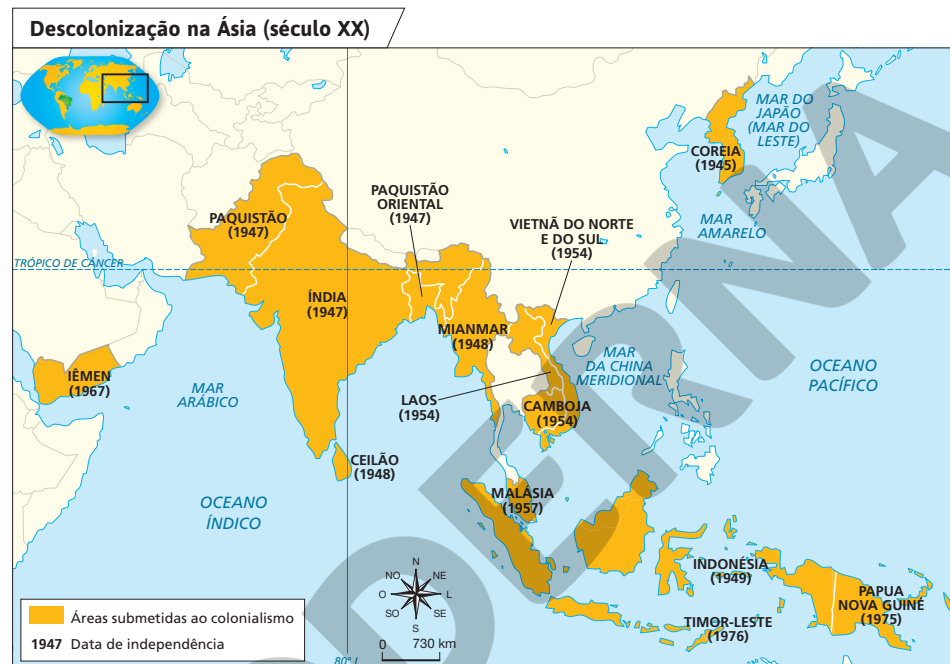 Descolonização na Ásia (século XX)
MAR DO
JAPÃO
(MAR DO
LESTE)
COREIA
(1945)
PAQUISTÃO
ORIENTAL
(1947)
PAQUISTÃO
(1947)
VIETNÃ DO NORTE
E DO SUL
(1954)
MAR
AMARELO
TRÓPICO DE CÂNCER
ÍNDIA
(1947)
MIANMAR
(1948)
MAR
DA CHINA
MERIDIONAL
OCEANO
PACÍFICO
IÊMEN
(1967)
MAR
ARÁBICO
LAOS
(1954)
CAMBOJA
(1954)
CEILÃO
(1948)
OCEANO
ÍNDICO
MALÁSIA
(1957)
INDONÉSIA
(1949)
PAPUA
NOVA GUINÉ
(1975)
TIMOR-LESTE
(1976)
N
NO NE
O L
SO SE
S
0 730 km
Áreas submetidas ao colonialismo
1947 Data de independência
80° L